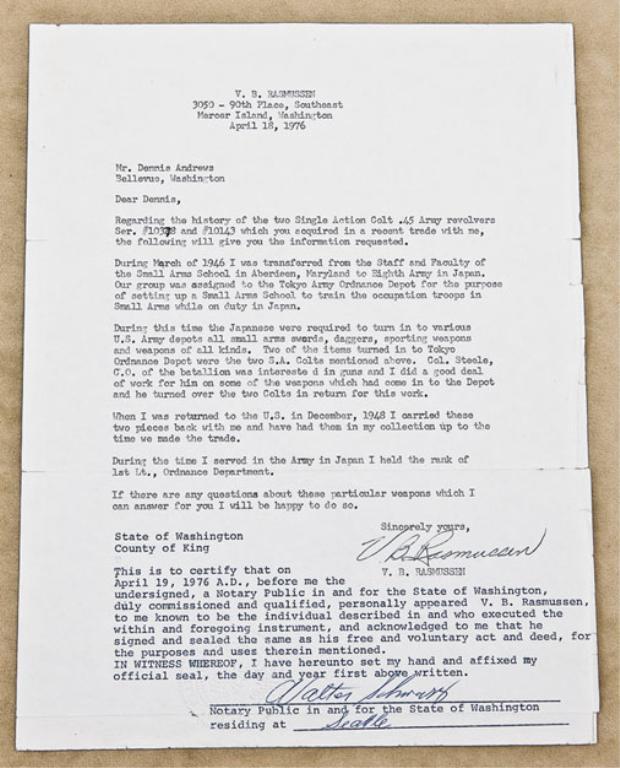 V. B. RASMUSSEN
3050 - 90th Place, Southeast
Mercer Island, Washington
April 18, 1976
Mr. Dennis Andrews
Bellevue, Washington
Dear Dennis,
Regarding the history of the two Single Action Colt .45 Army revolvers
Ser. and #10143 which you acquired in a recent trade with me,
the following will give you the information requested.
During March of 1946 I was transferred from the Staff and Faculty of
the Small Arms School in Aberdeen, Maryland to Eighth Army in Japan.
Our group was assigned to the Tokyo Army Ordnance Depot for the purpose
of setting up a Small Arms School to train the occupation troops in
Small Arms while on duty in Japan.
During this time the Japanese were required to turn in to various
U.S. Army depots all small arms swords, daggers, sporting weapons
and weapons of all kinds. Two of the items turned in to Tokyo
Ordnance Depot were the two S.A. Colts mentioned above. Col. Steele,
C.O. of the batallion was intereste d in guns and I did a good deal
of work for him on some of the weapons which had come in to the Depot
and he turned over the two Colts in return for this work.
When I was returned to the U.S. in December, 1948 I carried these
two pieces back with me and have had them in my collection up to the
time we made the trade.
During the time I served in the Army in Japan I held the rank of
1st Lt., Ordnance Department.
If there are any questions about these particular weapons which I
can answer for you I will be happy to do so.
Sincerely yours,
V B Rasmussen
V. B. RASMUSSEN
State of Washington
County of King
This is to certify that on
April 19, 1976 A.D., before me the
undersigned, a Notary Public in and for the State of Washington,
duly commissioned and qualified, personally appeared V. B. Rasmussen,
to me known to be the individual described in and who executed the
within and foregoing instrument, and acknowledged to me that he
signed and sealed the same as his free and voluntary act and deed, for
the purposes and uses therein mentioned.
IN WITNESS WHEREOF, I have hereunto set my hand and affixed my
official seal, the day and year first above written.
Walter
Notary Public in and for the State of Washington
residing at Seattle